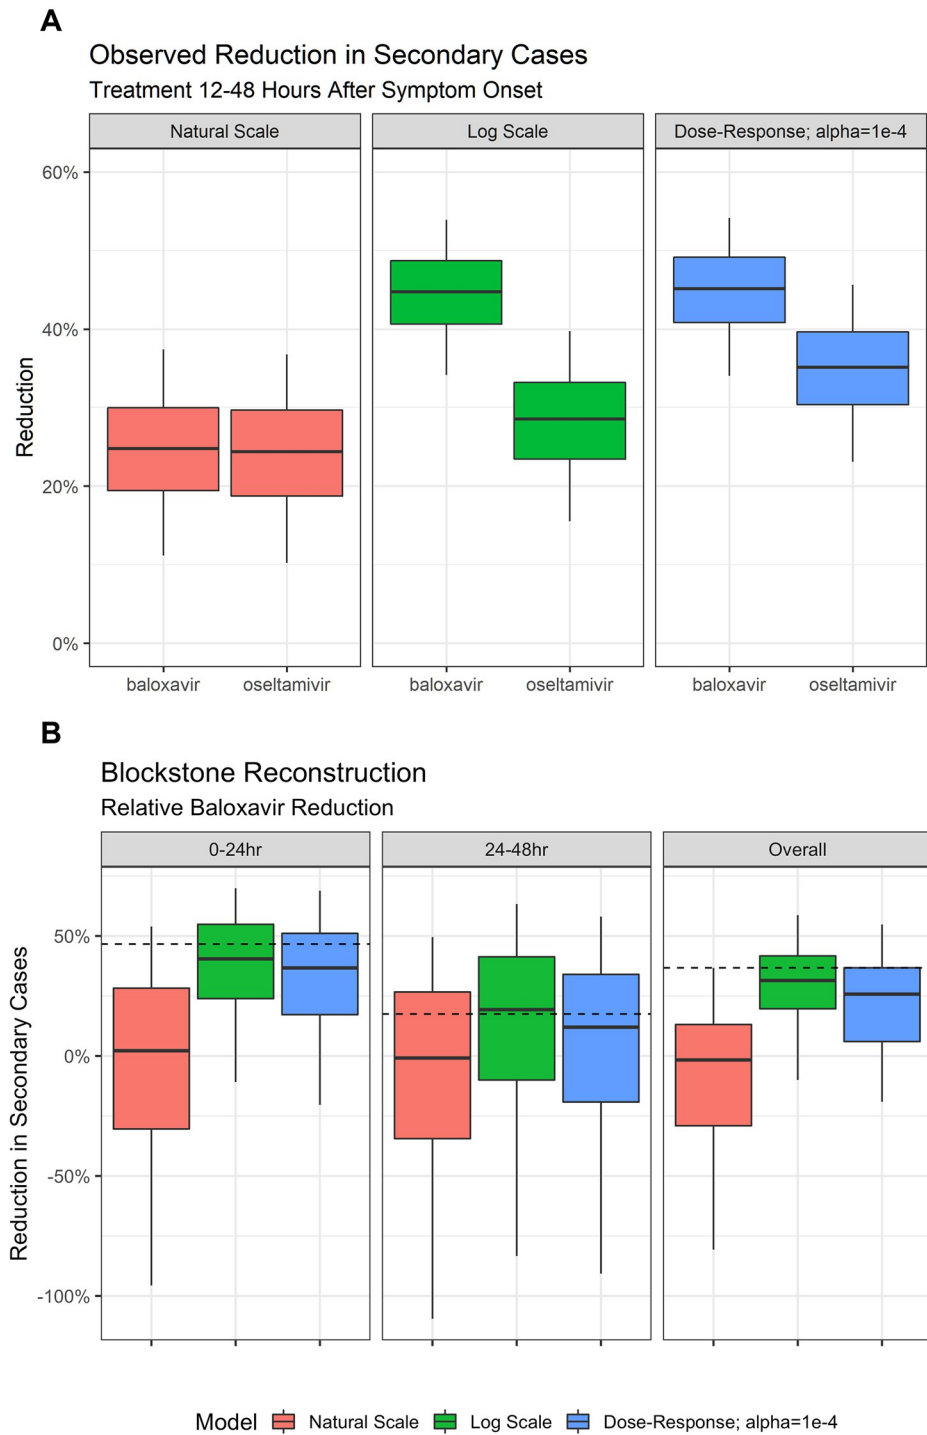 A
Observed Reduction in Secondary Cases
Treatment 12-48 Hours After Symptom Onset
Natural Scale
Log Scale
Dose-Response; alpha=1e-4
60%
40%
20%
0%
Reduction
baloxavir
oseltamivir
baloxavir
oseltamivir
baloxavir
oseltamivir
B
Blockstone Reconstruction
Relative Baloxavir Reduction
0-24hr
24-48hr
Overall
50%
0%
-50%
-100%
Reduction in Secondary Cases
Model
Natural Scale
Log Scale
Dose-Response; alpha=1e-4